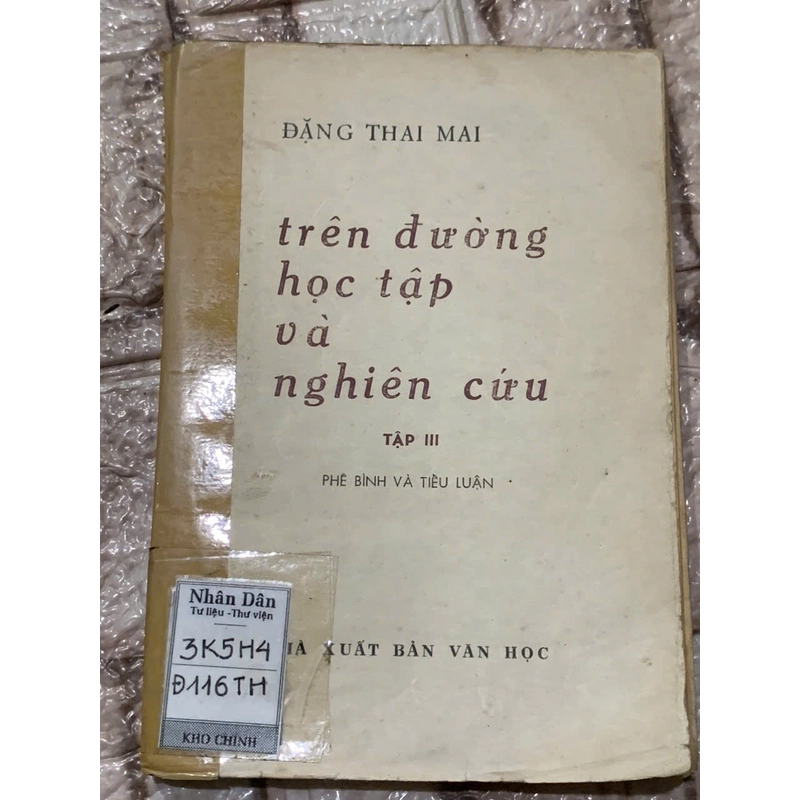 ĐẶNG THAI MAI
trên đường
học tập
và
nghiên cứu
TẬP III
PHÊ BÌNH VÀ TIỂU LUẬN
XUẤT BẢN VĂN HỌC
Nhân Dân
Tư liệu -Thư viện
3K5H4
Đ116TH
KHO CHÍNH